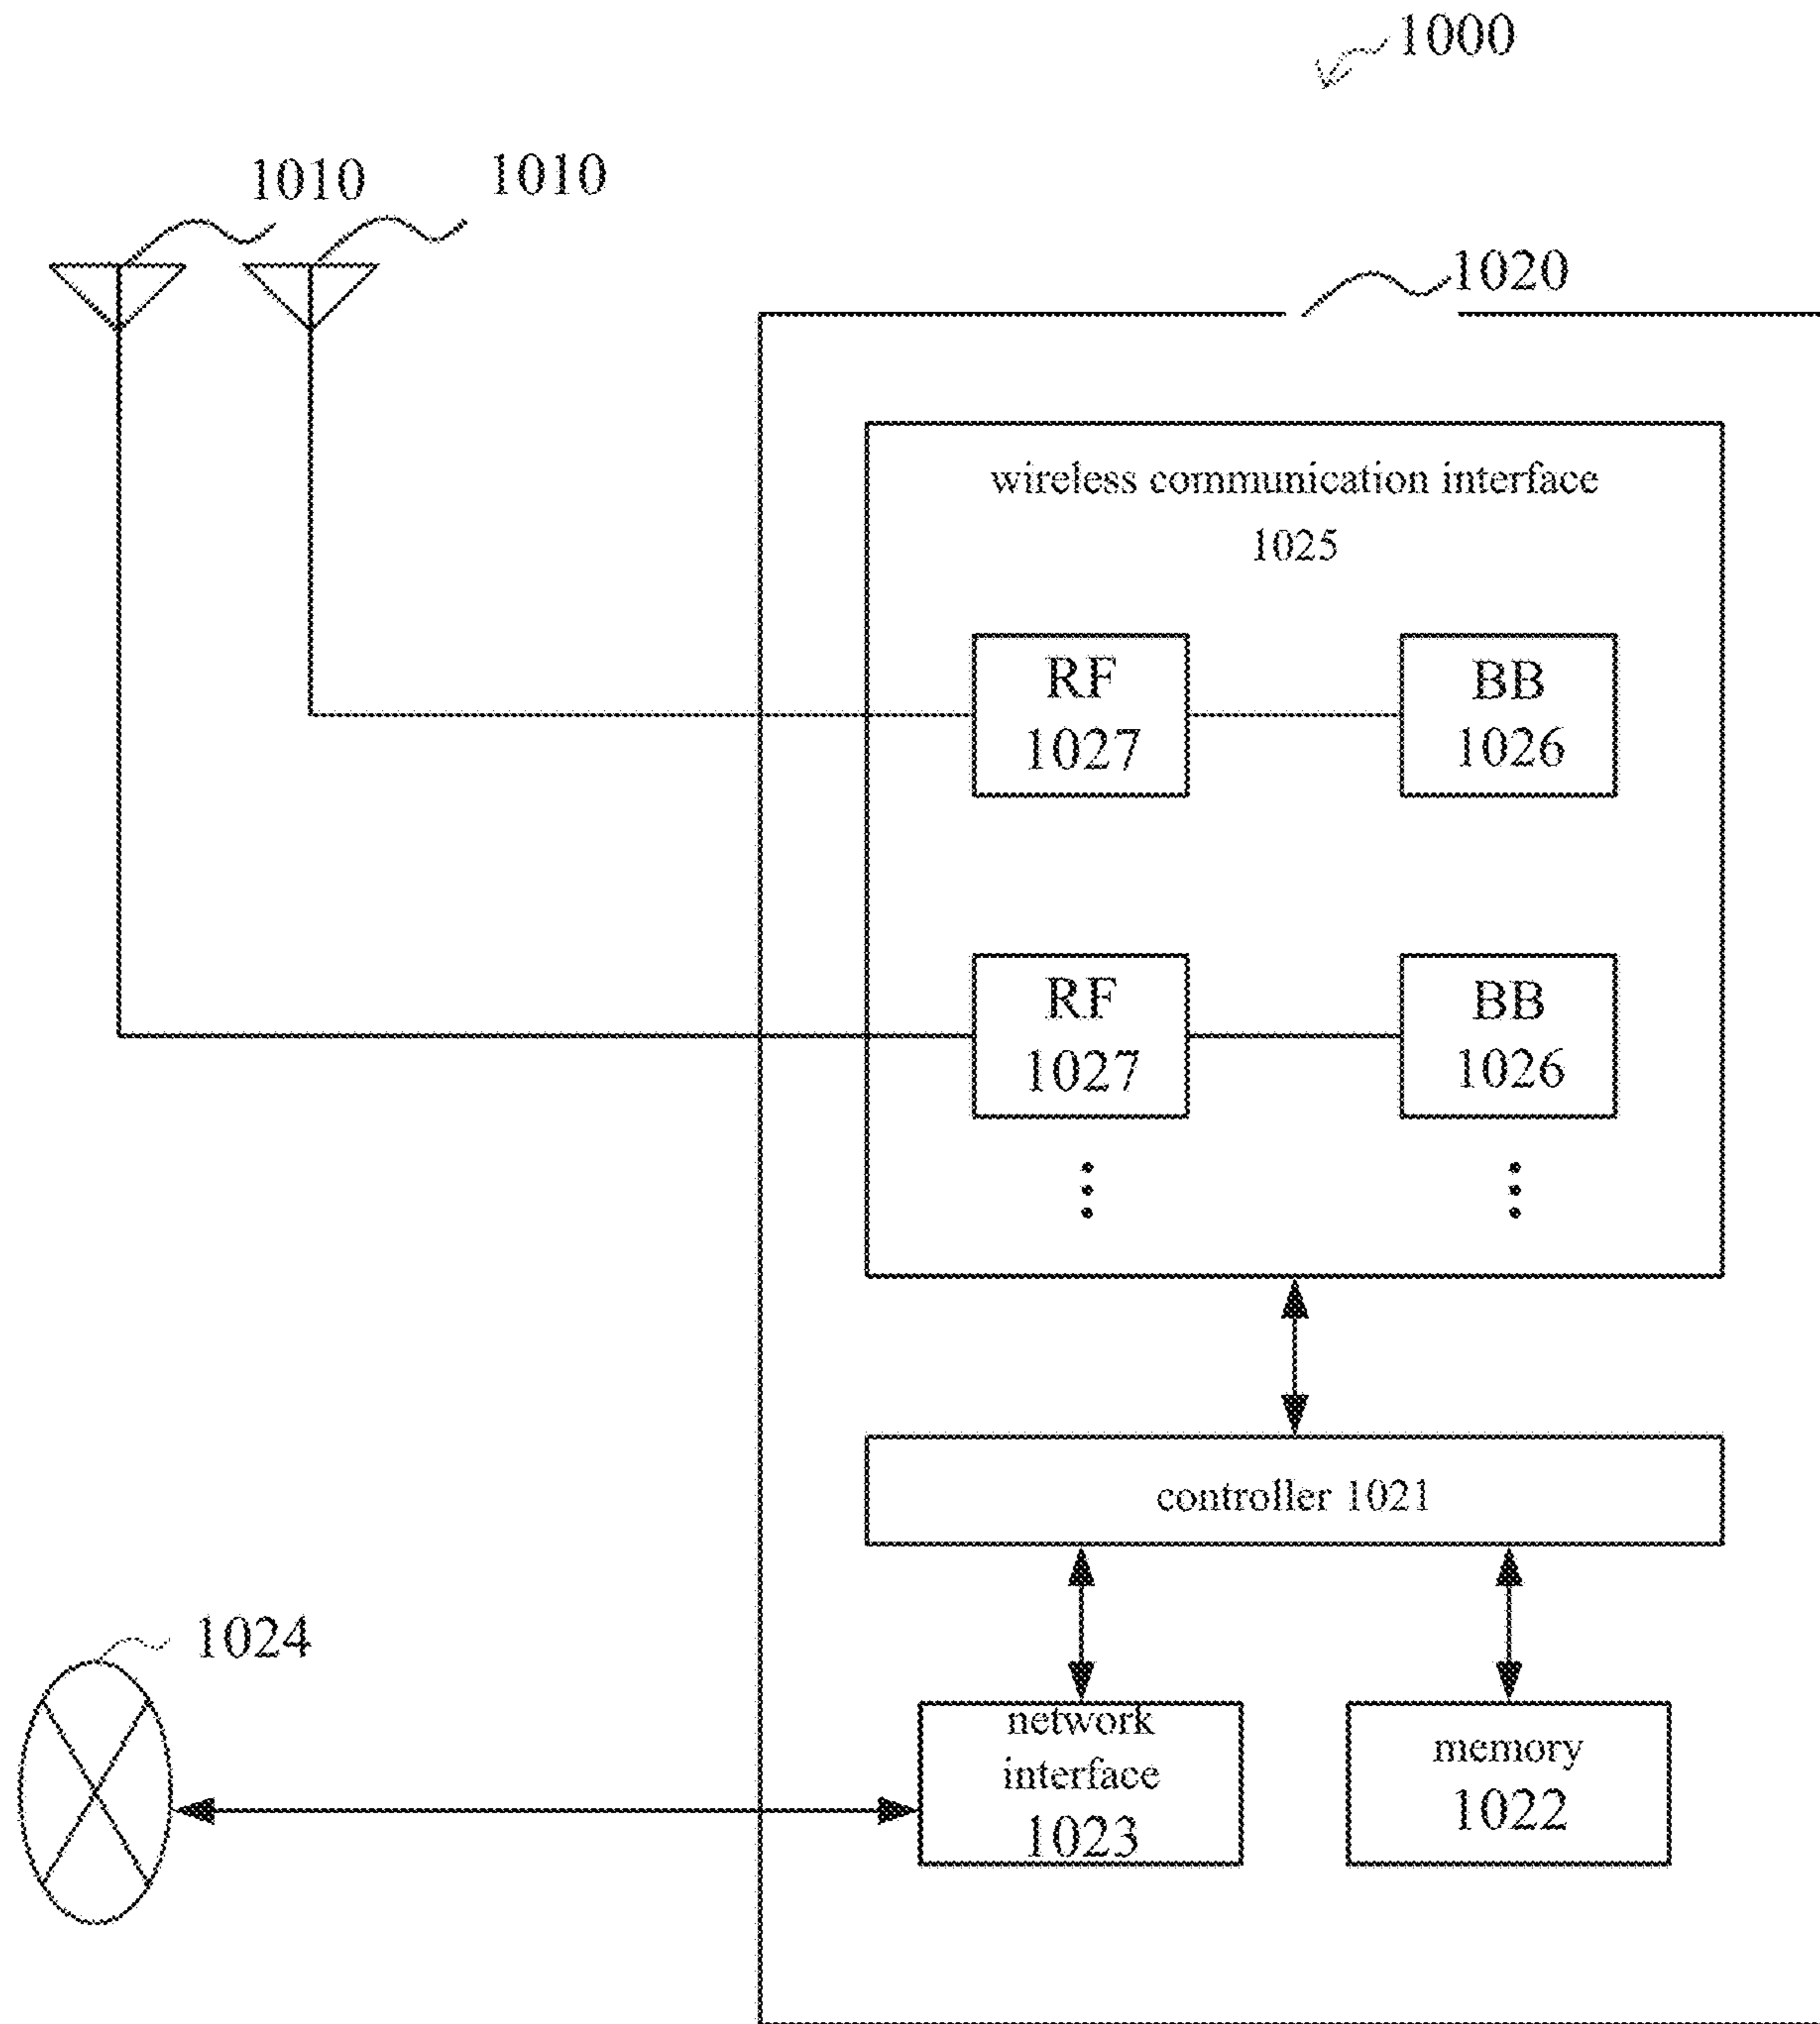 1000
1010
1010
1020
wireless communication interface
1025
RF
1027
BB
1026
RF
1027
BB
1026
controller 1021
1024
network
interface
1023
memory
1022